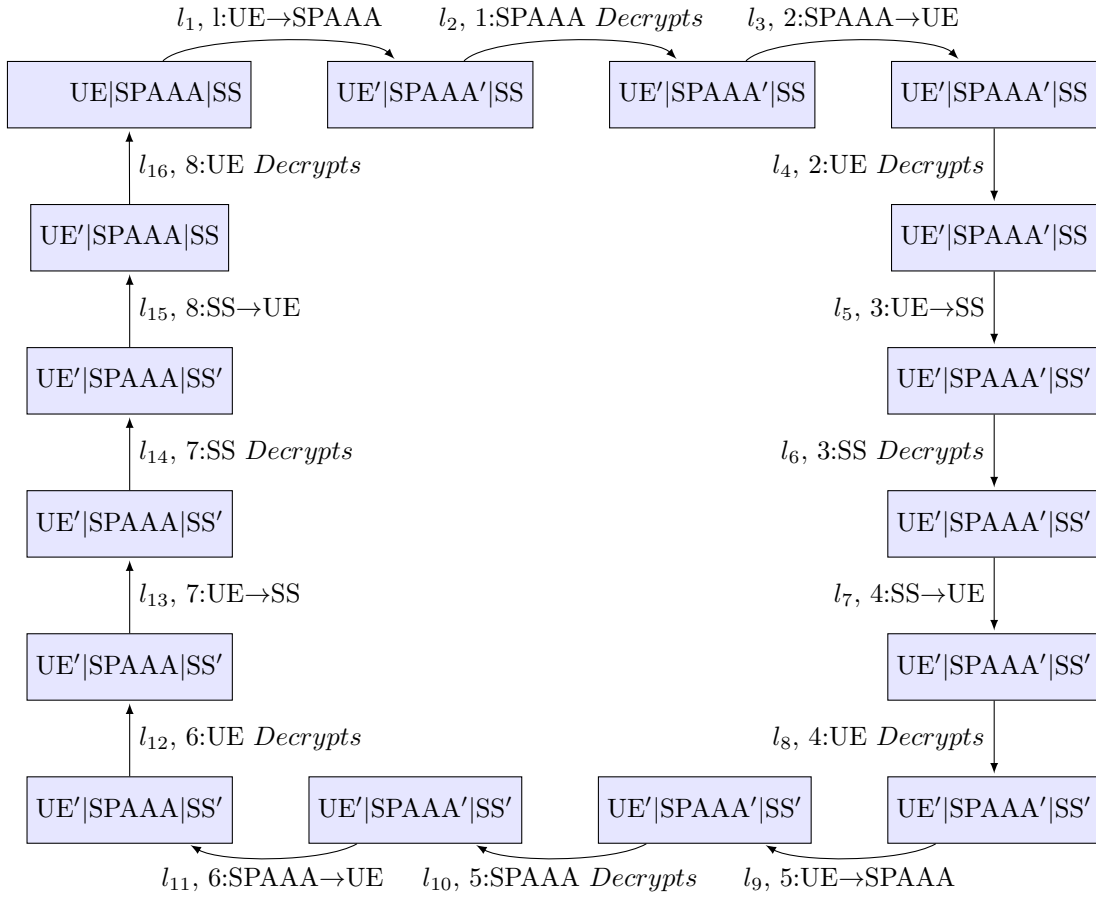 l₁, l:UE→SPAAA
l₂, 1:SPAAA Decrypts
l₃, 2:SPAAA→UE
UE|SPAAA|SS
UE′|SPAAA′|SS
UE′|SPAAA′|SS
UE′|SPAAA′|SS
l₁₆, 8:UE Decrypts
l₄, 2:UE Decrypts
UE′|SPAAA|SS
UE′|SPAAA′|SS
l₁₅, 8:SS→UE
l₅, 3:UE→SS
UE′|SPAAA|SS′
UE′|SPAAA′|SS′
l₁₄, 7:SS Decrypts
l₆, 3:SS Decrypts
UE′|SPAAA|SS′
UE′|SPAAA′|SS′
l₁₃, 7:UE→SS
l₇, 4:SS→UE
UE′|SPAAA|SS′
UE′|SPAAA′|SS′
l₁₂, 6:UE Decrypts
l₈, 4:UE Decrypts
UE′|SPAAA|SS′
UE′|SPAAA′|SS′
UE′|SPAAA′|SS′
UE′|SPAAA′|SS′
l₁₁, 6:SPAAA→UE
l₁₀, 5:SPAAA Decrypts
l₉, 5:UE→SPAAA